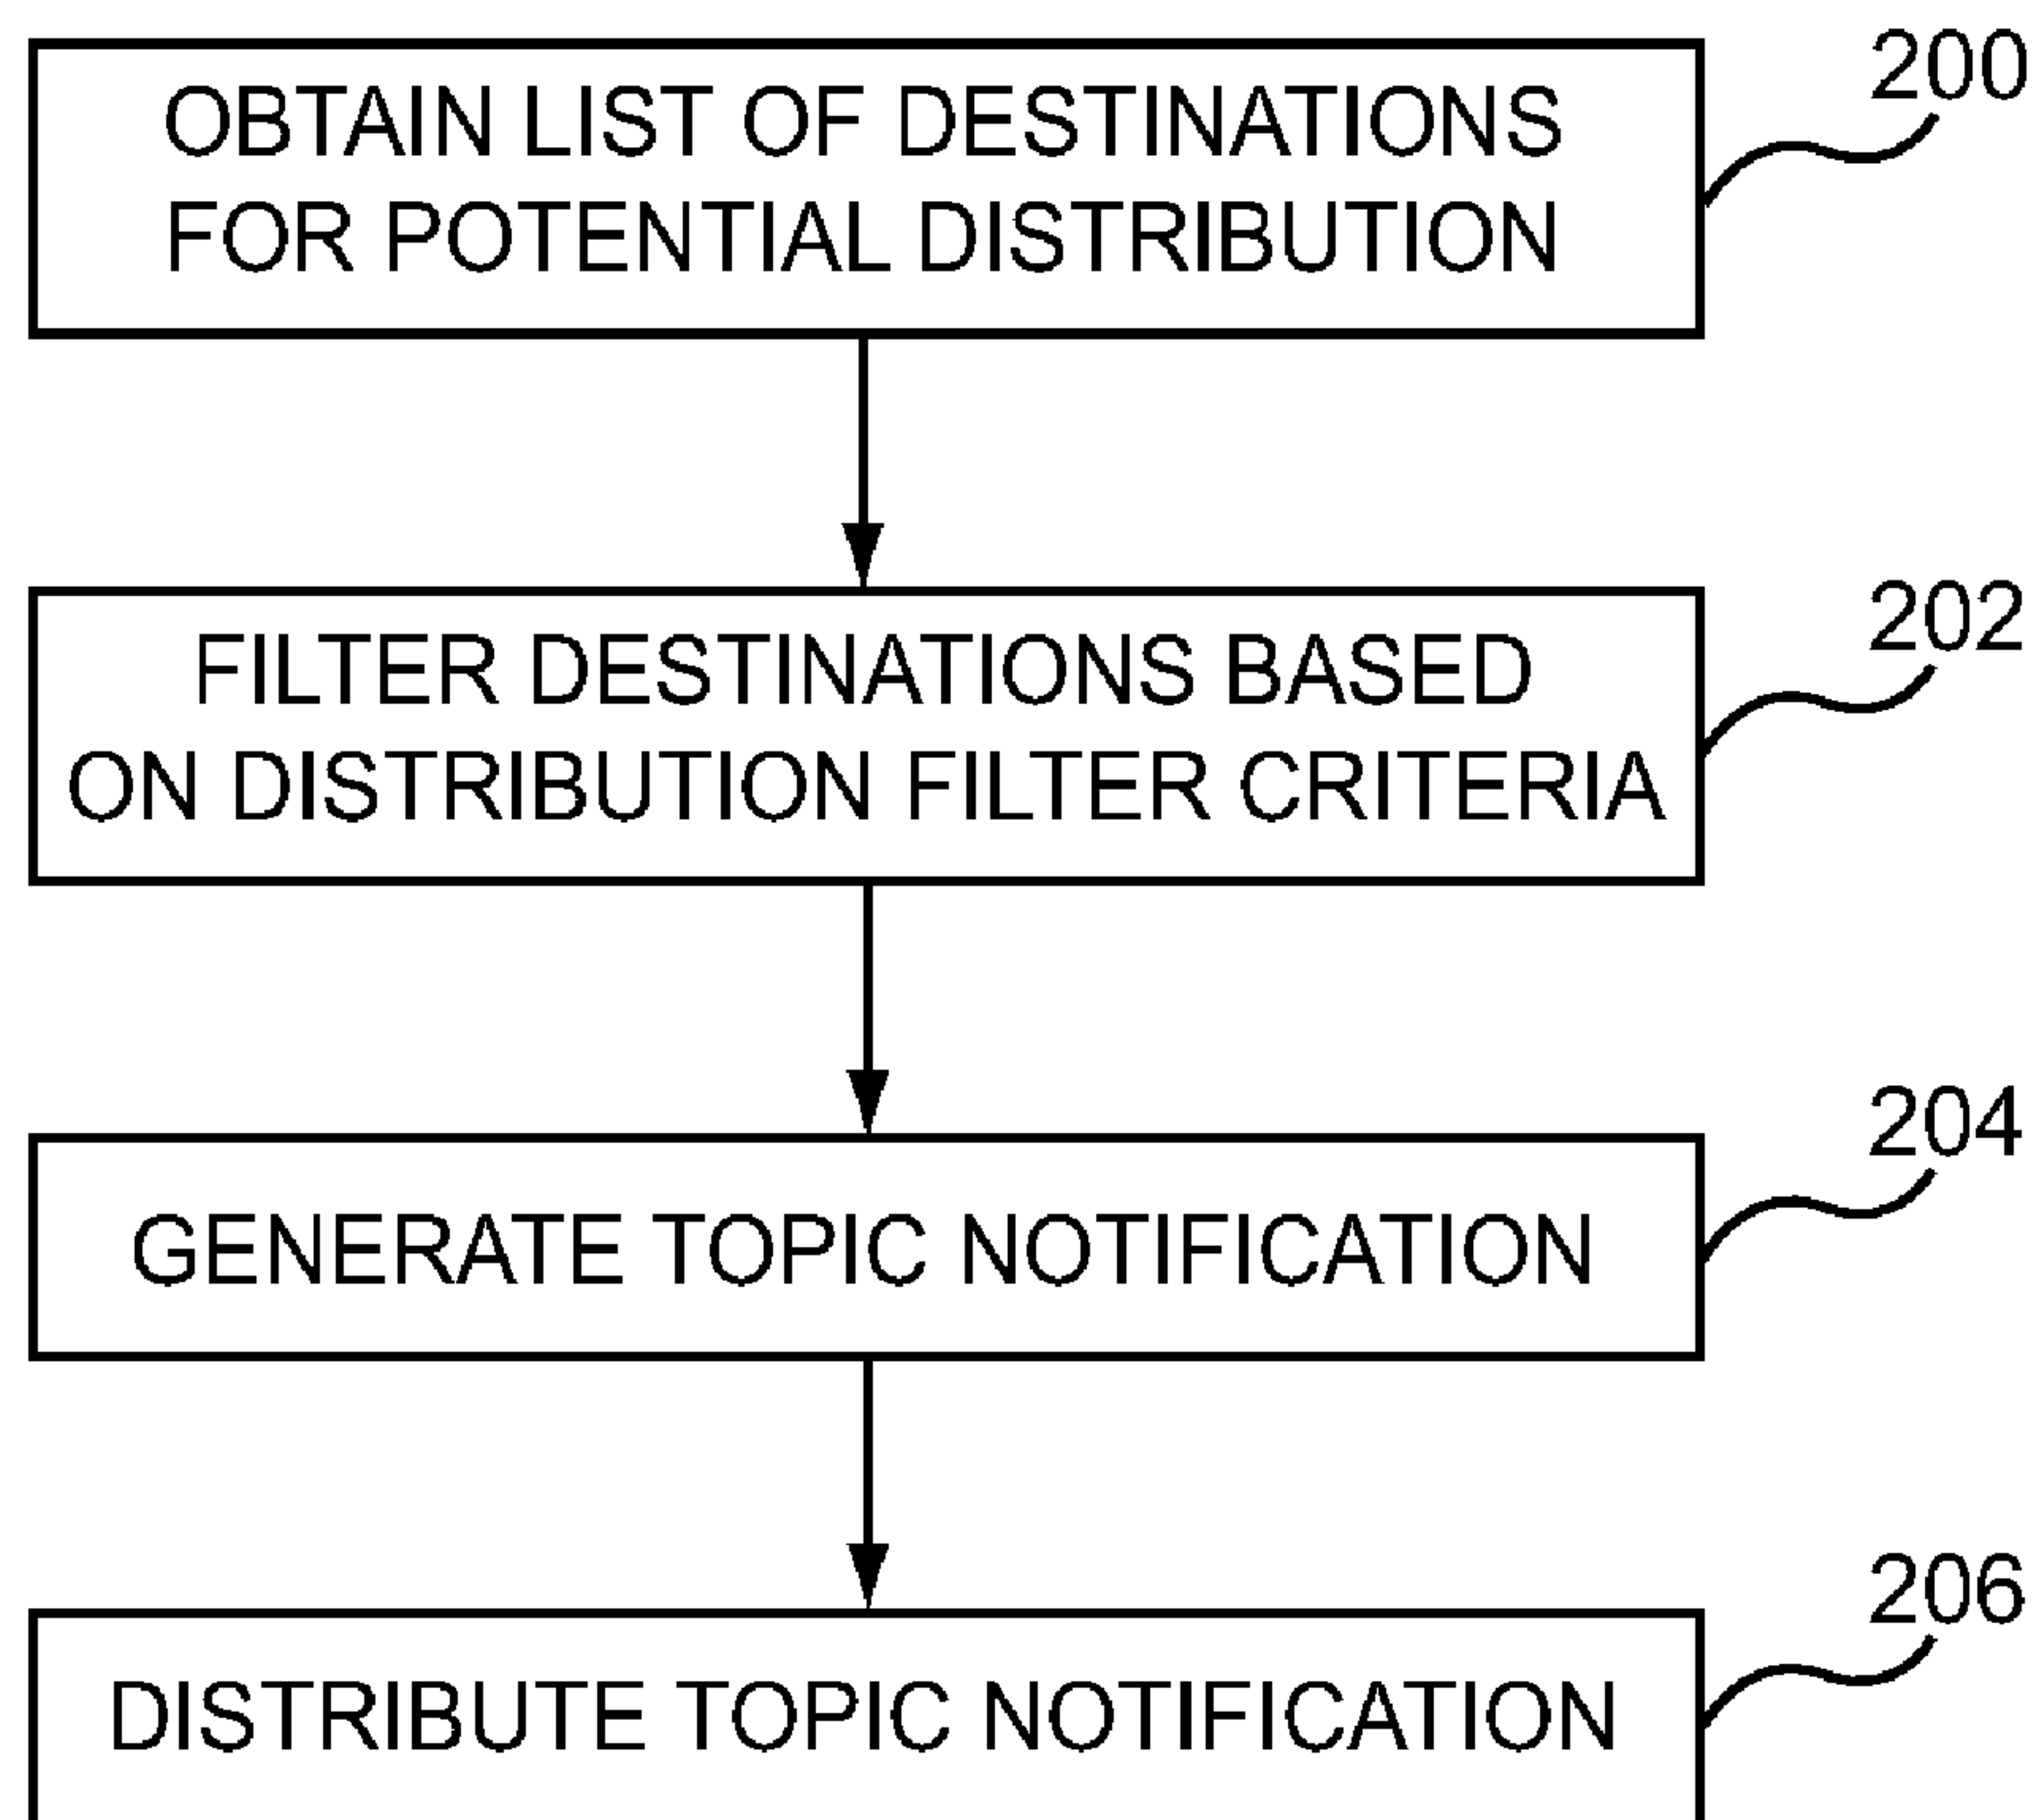 200
OBTAIN LIST OF DESTINATIONS
FOR POTENTIAL DISTRIBUTION
202
FILTER DESTINATIONS BASED
ON DISTRIBUTION FILTER CRITERIA
204
GENERATE TOPIC NOTIFICATION
206
DISTRIBUTE TOPIC NOTIFICATION